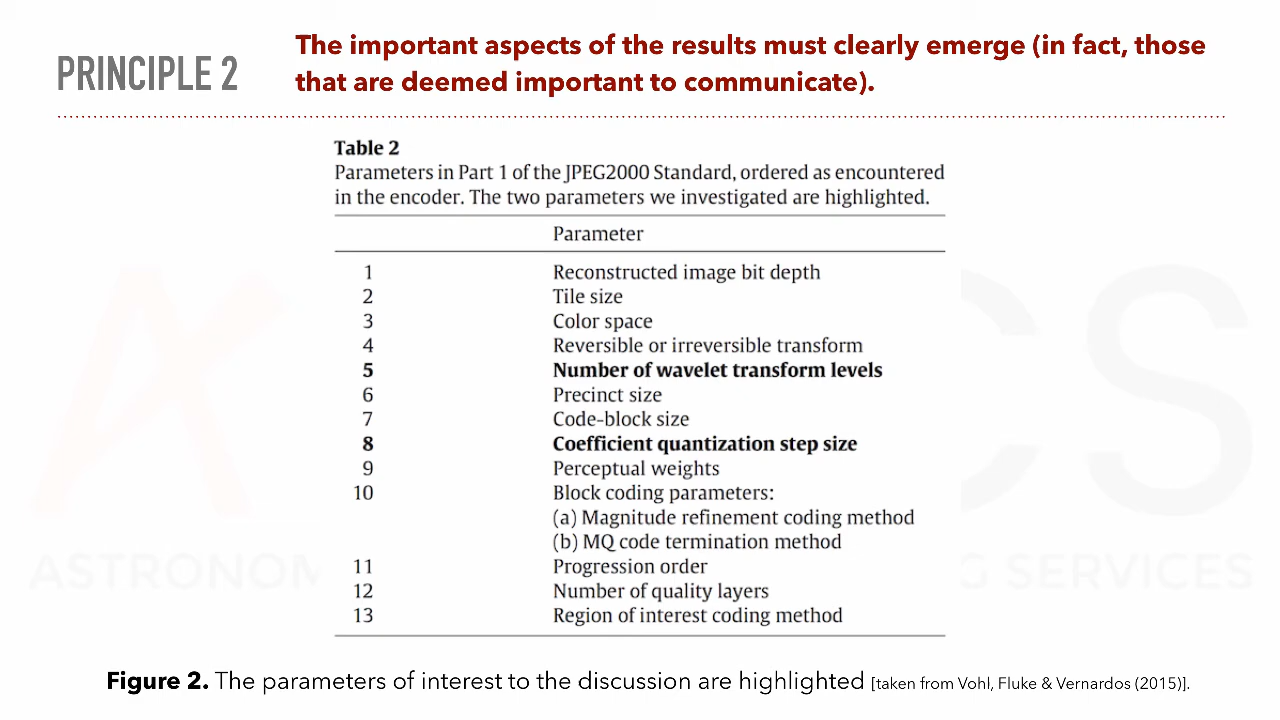 PRINCIPLE 2
The important aspects of the results must clearly emerge (in fact, those
that are deemed important to communicate).
Table 2
Parameters in Part 1 of the JPEG2000 Standard, ordered as encountered
in the encoder. The two parameters we investigated are highlighted.
Parameter
1 Reconstructed image bit depth
2 Tile size
3 Color space
4 Reversible or irreversible transform
5 Number of wavelet transform levels
6 Precinct size
7 Code-block size
8 Coefficient quantization step size
9 Perceptual weights
10 Block coding parameters:
(a) Magnitude refinement coding method
(b) MQ code termination method
11 Progression order
12 Number of quality layers
13 Region of interest coding method
Figure 2. The parameters of interest to the discussion are highlighted [taken from Vohl, Fluke & Vernardos (2015)].
CS
ASTRONOM
G SERVICES